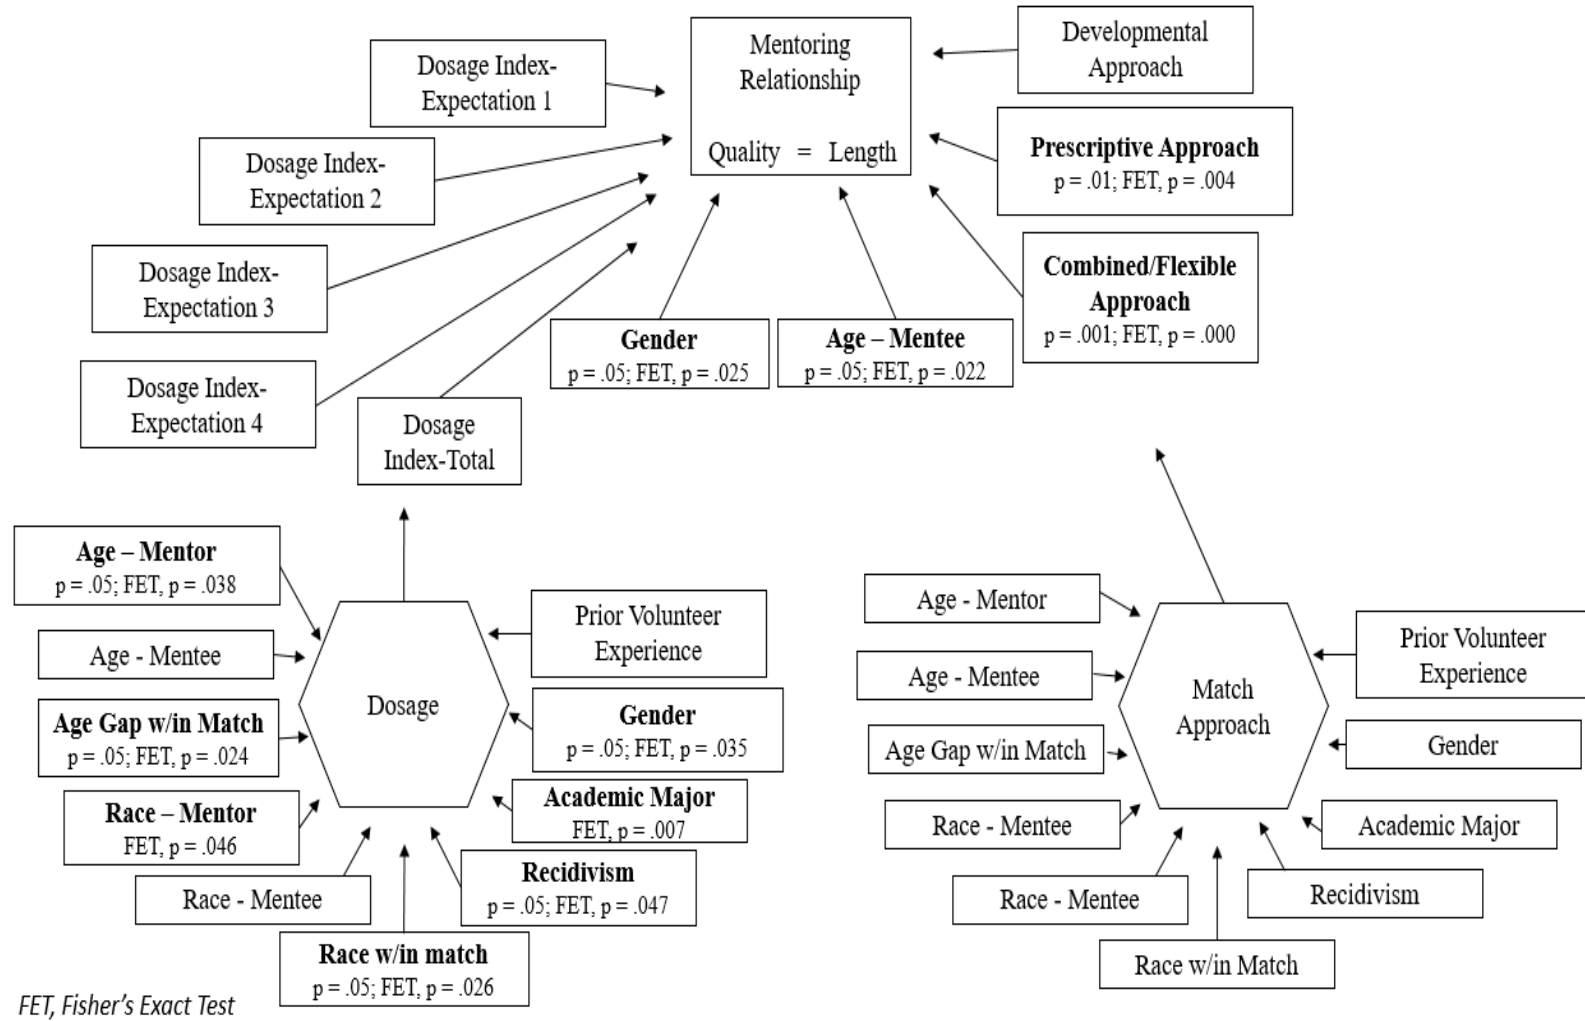 Mentoring
Relationship
Quality = Length
Developmental
Approach
Dosage Index-
Expectation 1
Prescriptive Approach
p = .01; FET, p = .004
Dosage Index-
Expectation 2
Combined/Flexible
Approach
p = .001; FET, p = .000
Dosage Index-
Expectation 3
Gender
p = .05; FET, p = .025
Age – Mentee
p = .05; FET, p = .022
Dosage Index-
Expectation 4
Dosage
Index-Total
Age – Mentor
p = .05; FET, p = .038
Age - Mentee
Age Gap w/in Match
p = .05; FET, p = .024
Race – Mentor
FET, p = .046
Race - Mentee
Race w/in match
p = .05; FET, p = .026
Dosage
Prior Volunteer
Experience
Gender
p = .05; FET, p = .035
Academic Major
FET, p = .007
Recidivism
p = .05; FET, p = .047
Age - Mentor
Age - Mentee
Age Gap w/in Match
Race - Mentee
Race - Mentee
Race w/in Match
Match
Approach
Prior Volunteer
Experience
Gender
Academic Major
Recidivism
FET, Fisher’s Exact Test